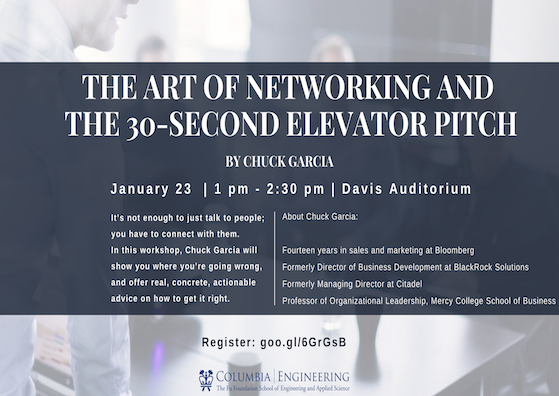 THE ART OF NETWORKING AND
THE 30-SECOND ELEVATOR PITCH
BY CHUCK GARCIA
January 23 | 1 pm - 2:30 pm | Davis Auditorium
It's not enough to just talk to people;
you have to connect with them.
In this workshop, Chuck Garcia will
show you where you're going wrong,
and offer real, concrete, actionable
advice on how to get it right.
About Chuck Garcia:
Fourteen years in sales and marketing at Bloomberg
Formerly Director of Business Development at BlackRock Solutions
Formerly Managing Director at Citadel
Professor of Organizational Leadership, Mercy College School of Business
Register: goo.gl/6GrGsB
COLUMBIA | ENGINEERING
The Fu Foundation School of Engineering and Applied Science